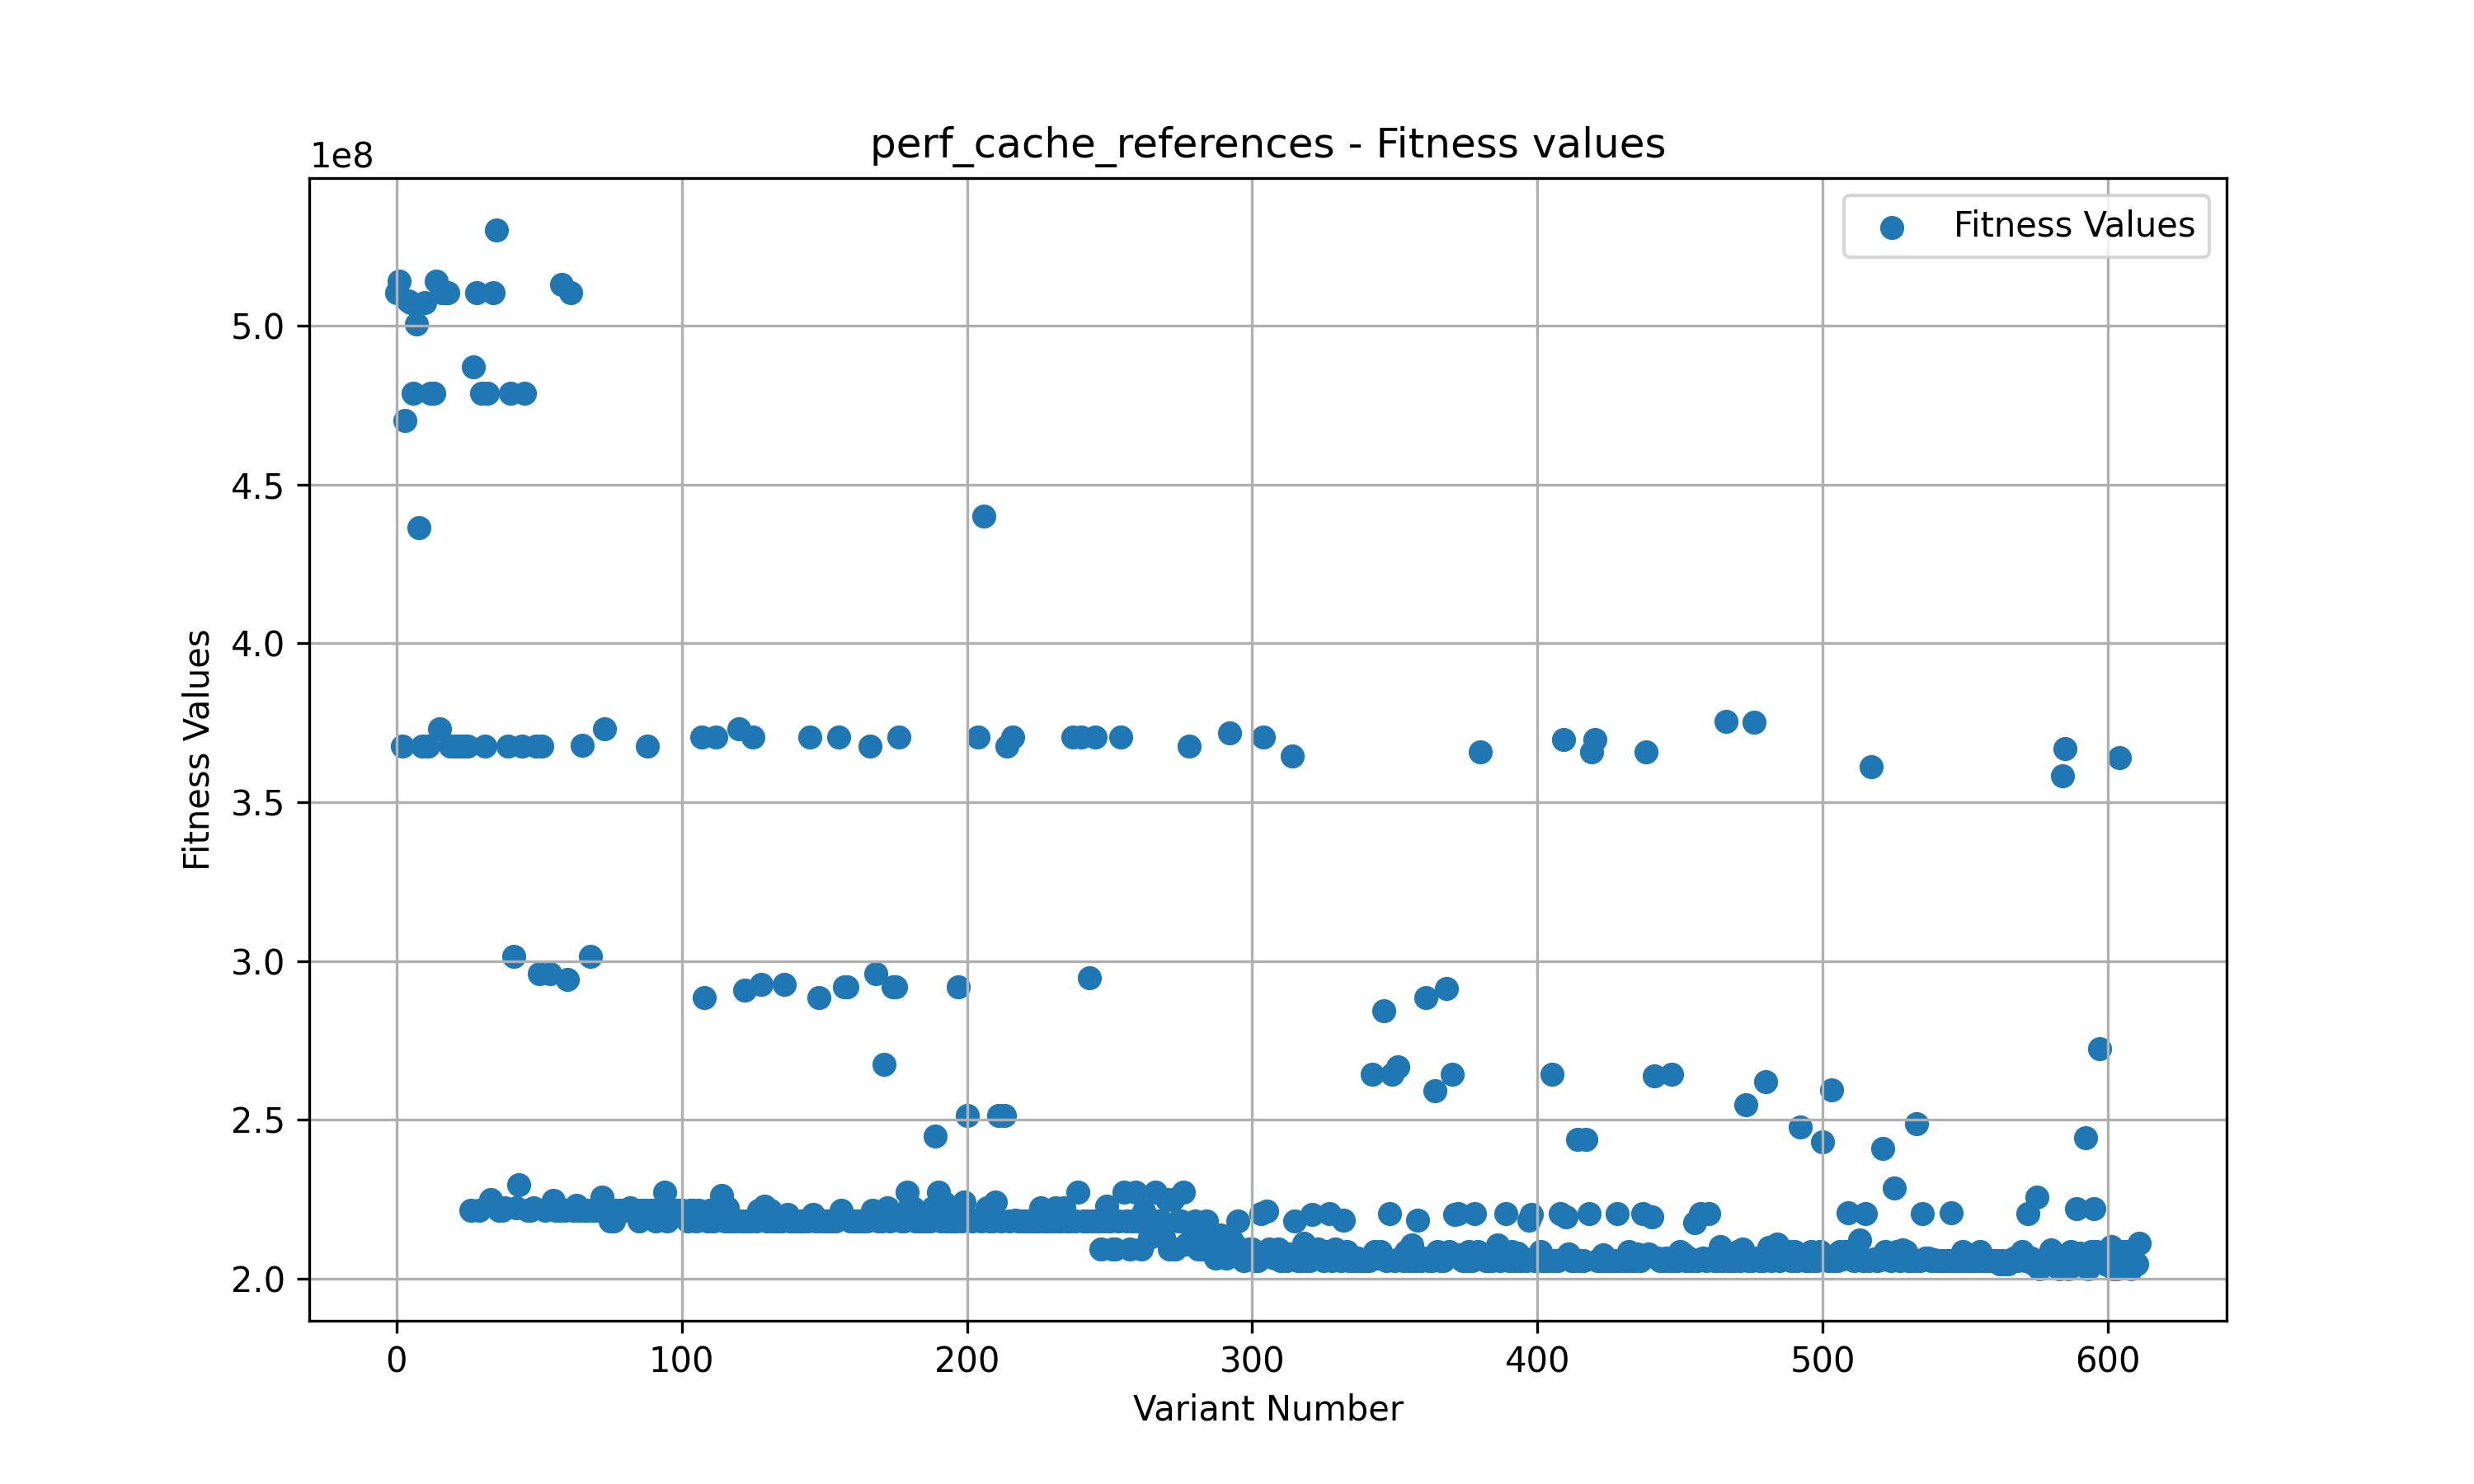 perf_cache_references - Fitness values
1e8
Fitness Values
5.0
4.5
4.0
3.5
3.0
2.5
2.0
Fitness Values
0 100 200 300 400 500 600
Variant Number